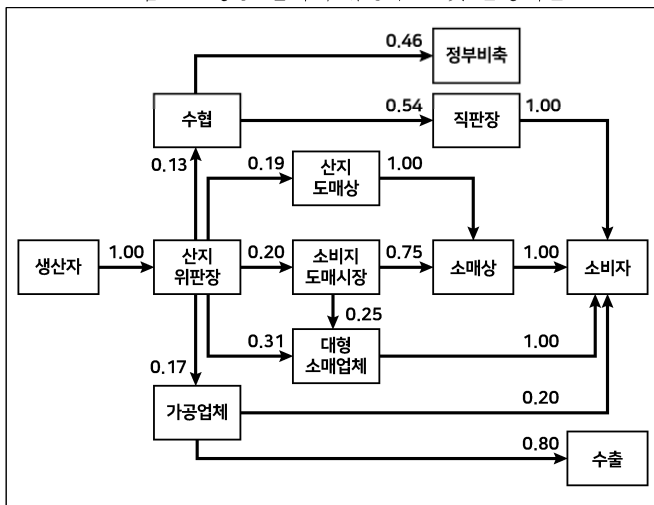 0.46
정부비축
수협
0.54
직판장
1.00
0.13
0.19
산지
도매상
1.00
생산자
1.00
산지
위판장
0.20
소비지
도매시장
0.75
소매상
1.00
소비자
0.25
0.31
대형
소매업체
1.00
0.17
가공업체
0.20
0.80
수출